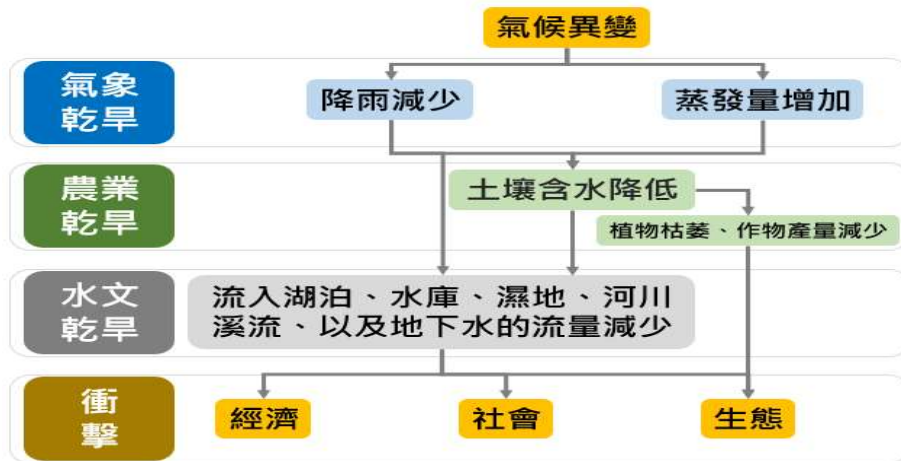 氣候異變
氣象
乾旱
降雨減少
蒸發量增加
農業
乾旱
土壤含水降低
植物枯萎、作物產量減少
水文
乾旱
流入湖泊、水庫、濕地、河川
溪流、以及地下水的流量減少
衝
擊
經濟
社會
生態